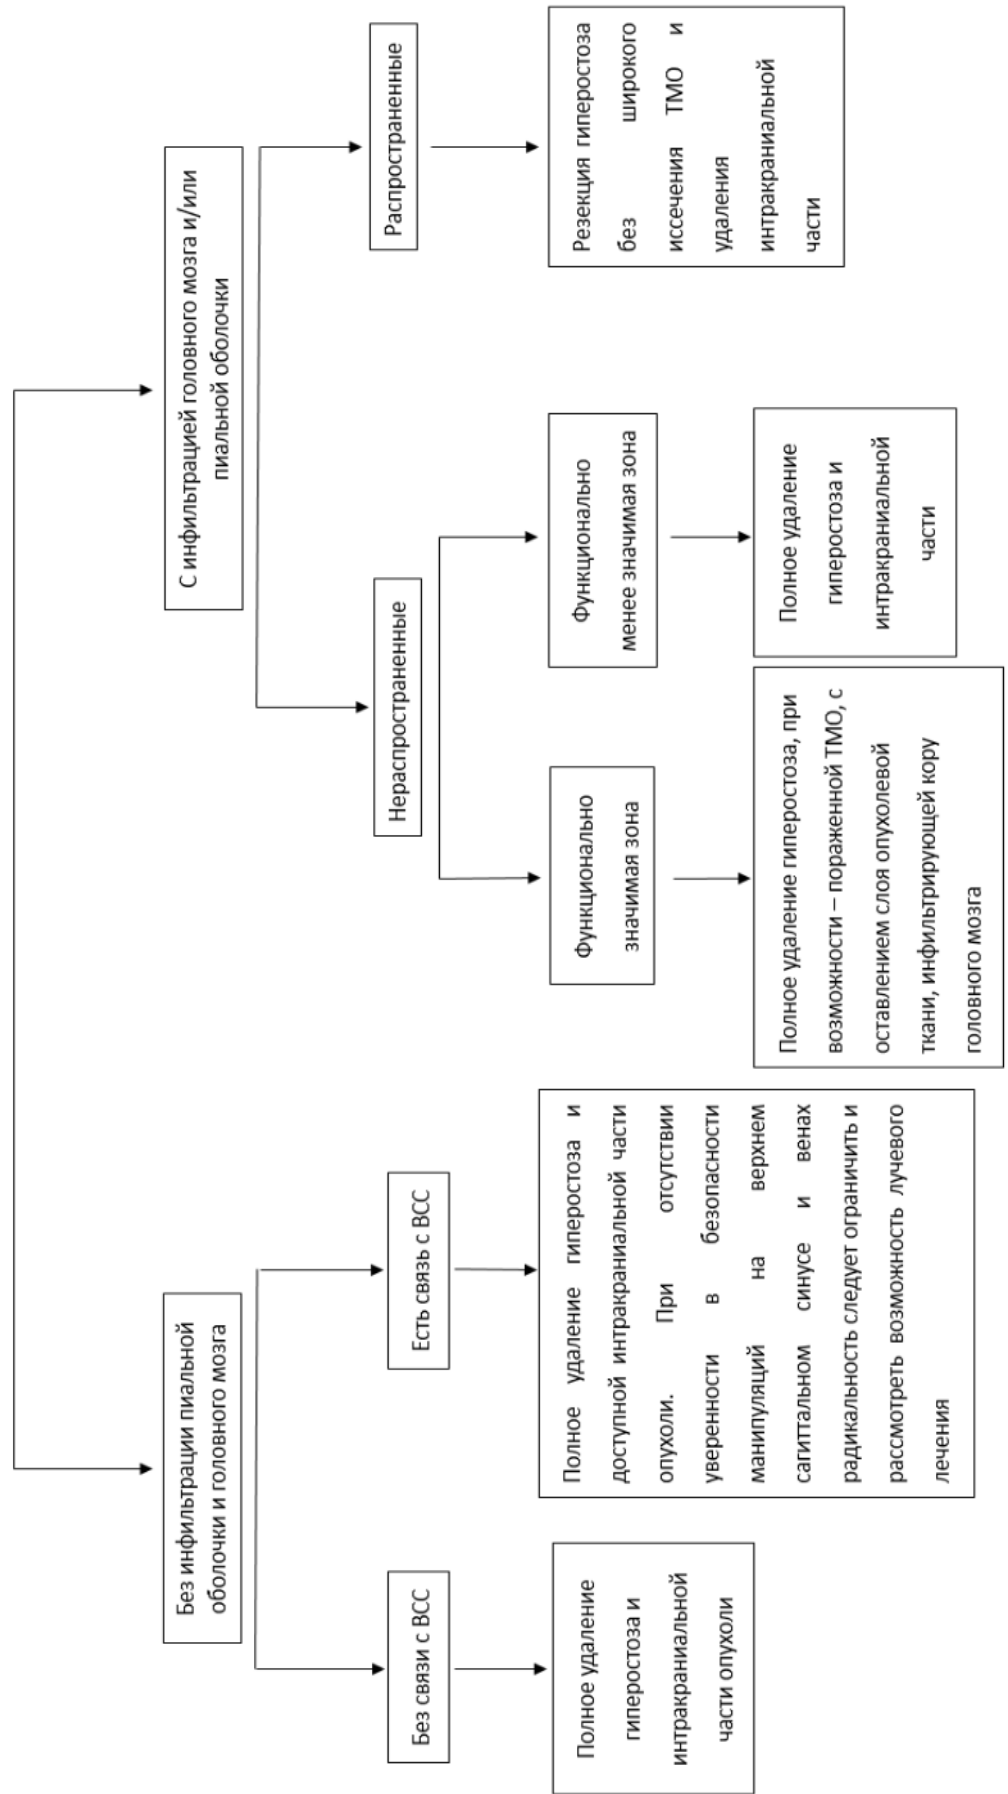 Без инфильтрации пиальной
оболочки и головного мозга
С инфильтрацией головного мозга и/или
пиальной оболочки
Без связи с ВСС
Есть связь с ВСС
Нераспространенные
Распространенные
Функционально
значимая зона
Функционально
менее значимая зона
Полное удаление
гиперостоза и
интракраниальной
части опухоли
Полное удаление гиперостоза и
доступной интракраниальной части
опухоли. При отсутствии
уверенности в безопасности
манипуляций на верхнем
сагиттальном синусе и венах
радикальность следует ограничить и
рассмотреть возможность лучевого
лечения
Полное удаление гиперостоза, при
возможности – пораженной ТМО, с
оставлением слоя опухолевой
ткани, инфильтрирующей кору
головного мозга
Полное удаление
гиперостоза и
интракраниальной
части
Резекция гиперостоза
без широкого
иссечения ТМО и
удаления
интракраниальной
части